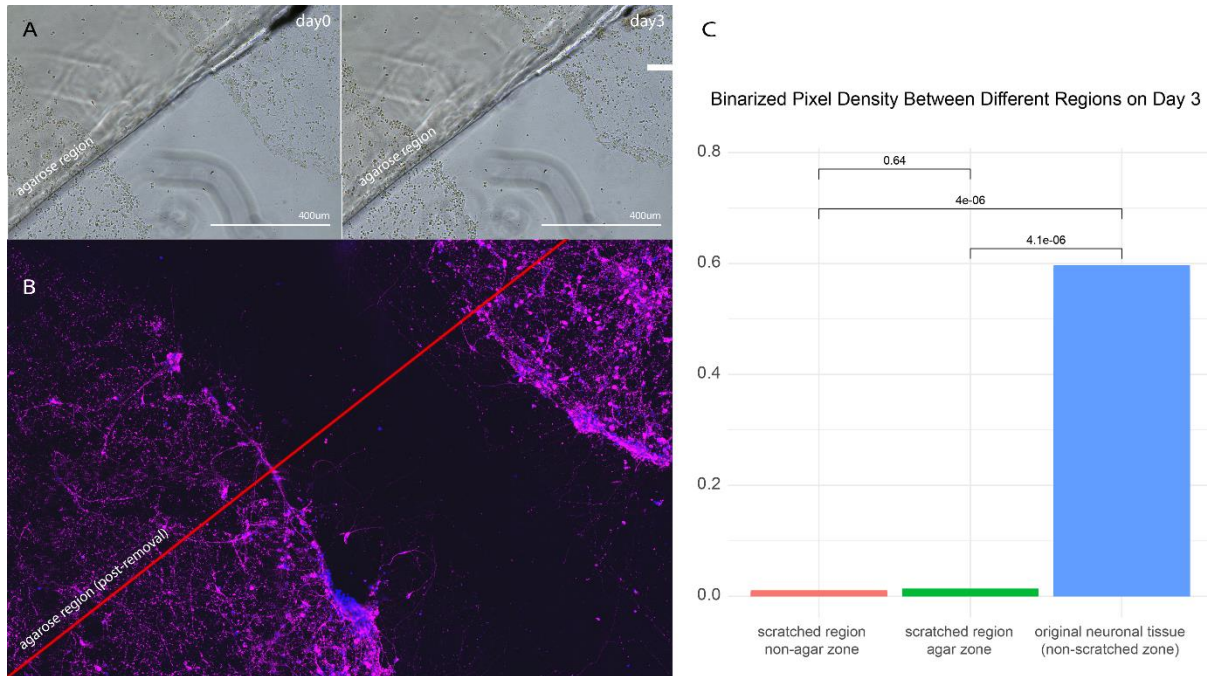 A
day0
agarose region
400um
day3
agarose region
400um
B
agarose region (post-removal)
C
Binarized Pixel Density Between Different Regions on Day 3
0.8
0.6
0.4
0.2
0.0
0.64
4e-06
4.1e-06
scratched region
non-agar zone
scratched region
agar zone
original neuronal tissue
(non-scratched zone)